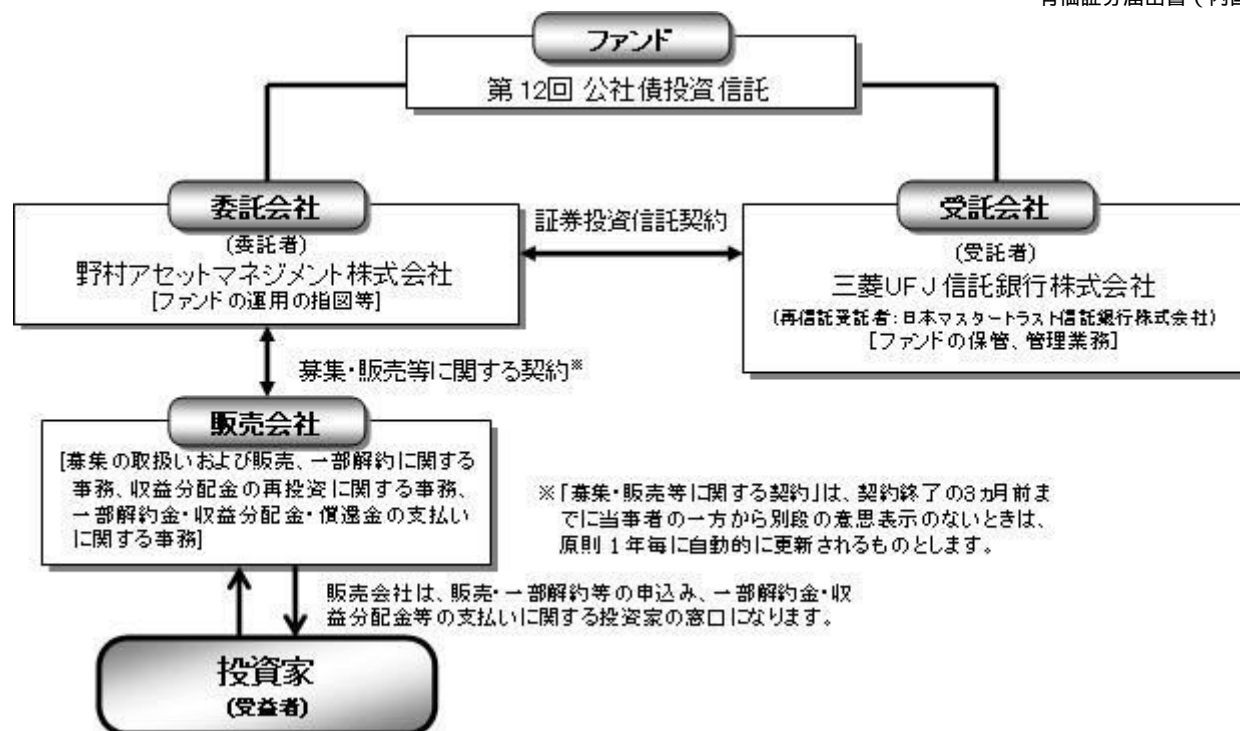 ファンド
第12回 公社債投資信託
委託会社
(委託者)
野村アセットマネジメント株式会社
[ファンドの運用の指図等]
証券投資信託契約
受託会社
(受託者)
三菱UFJ信託銀行株式会社
(再信託受託者:日本マスタートラスト信託銀行株式会社)
[ファンドの保管、管理業務]
募集・販売等に関する契約※
販売会社
[募集の取扱いおよび販売、一部解約に関する
事務、収益分配金の再投資に関する事務、
一部解約金・収益分配金・償還金の支払い
に関する事務]
※「募集・販売等に関する契約」は、契約終了の3ヵ月前ま
でに当事者の一方から別段の意思表示のないときは、
原則1年毎に自動的に更新されるものとします。
販売会社は、販売・一部解約等の申込み、一部解約金・収
益分配金等の支払いに関する投資家の窓口になります。
投資家
(受益者)